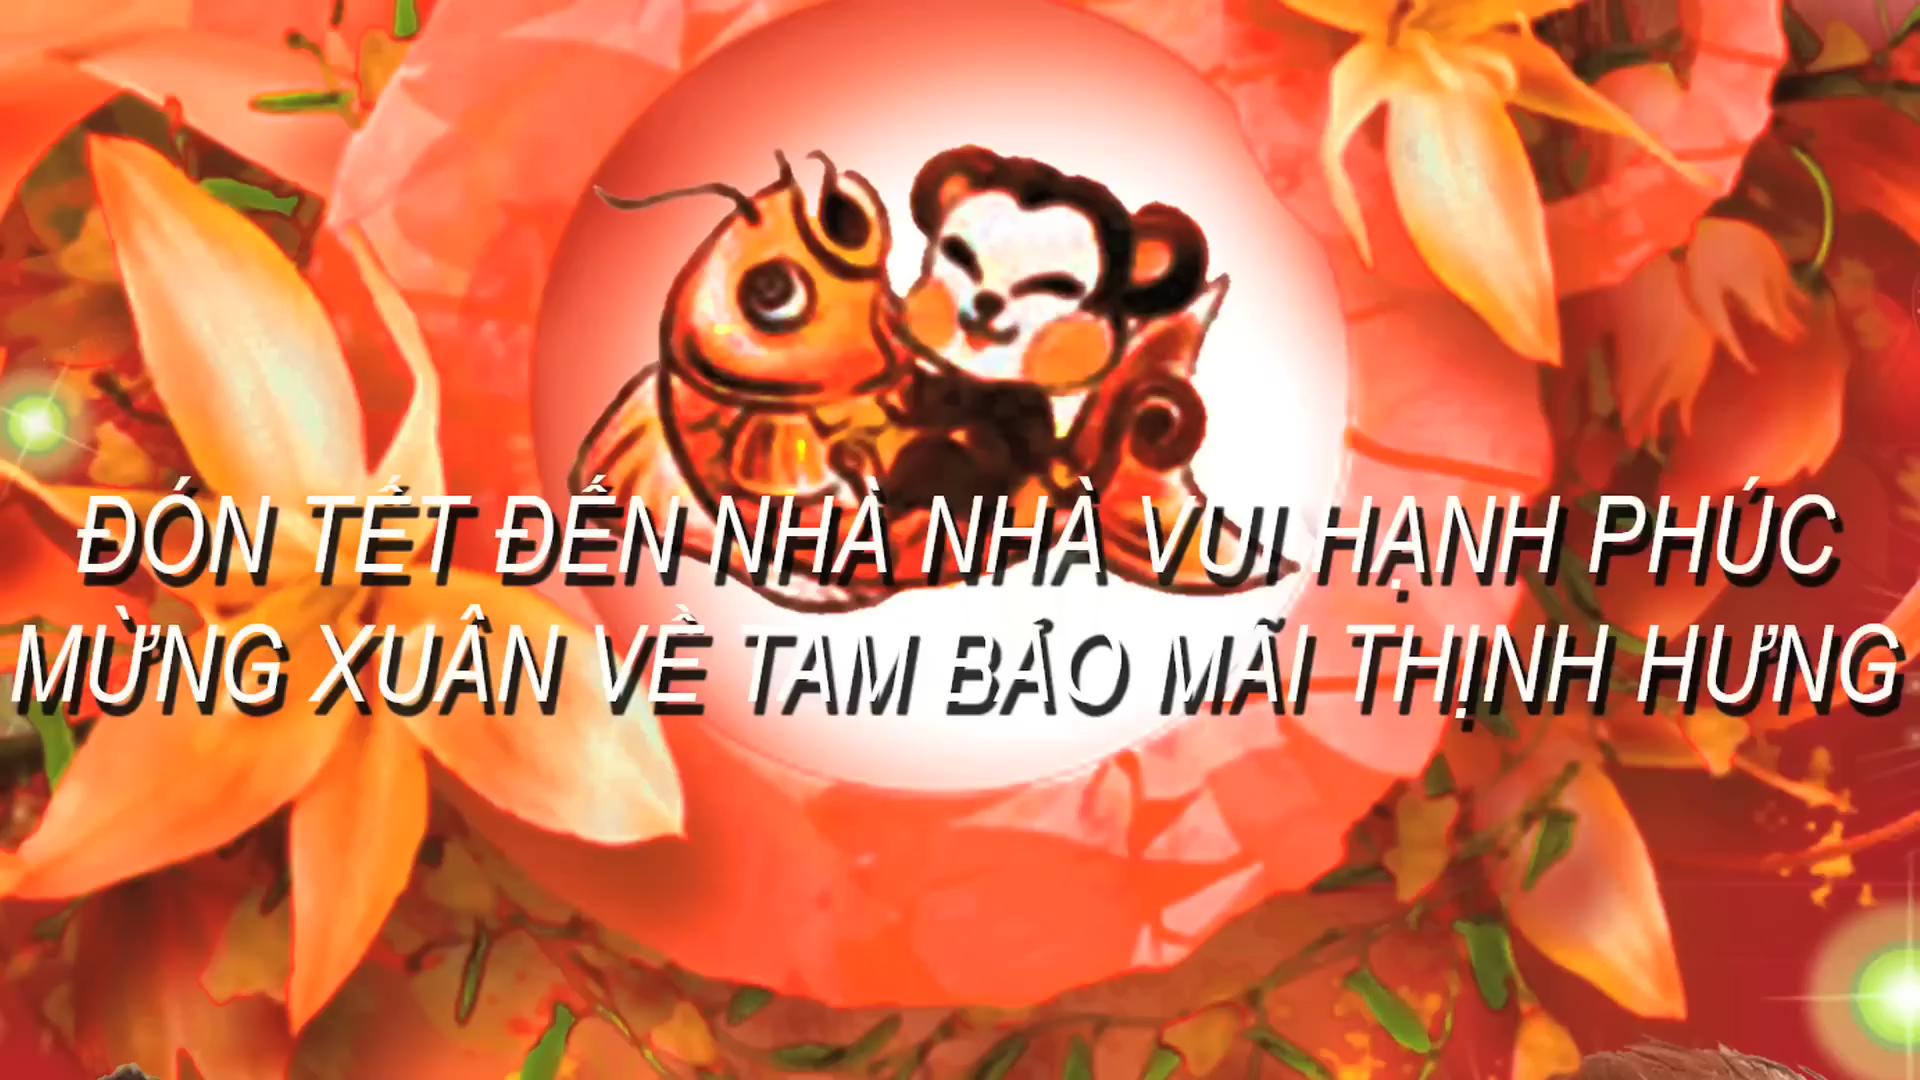 ĐÓN TẾT ĐẾN NHÀ NHÀ VUI HẠNH PHÚC
MỪNG XUÂN VỀ TAM BẢO MÃI THỊNH HƯNG